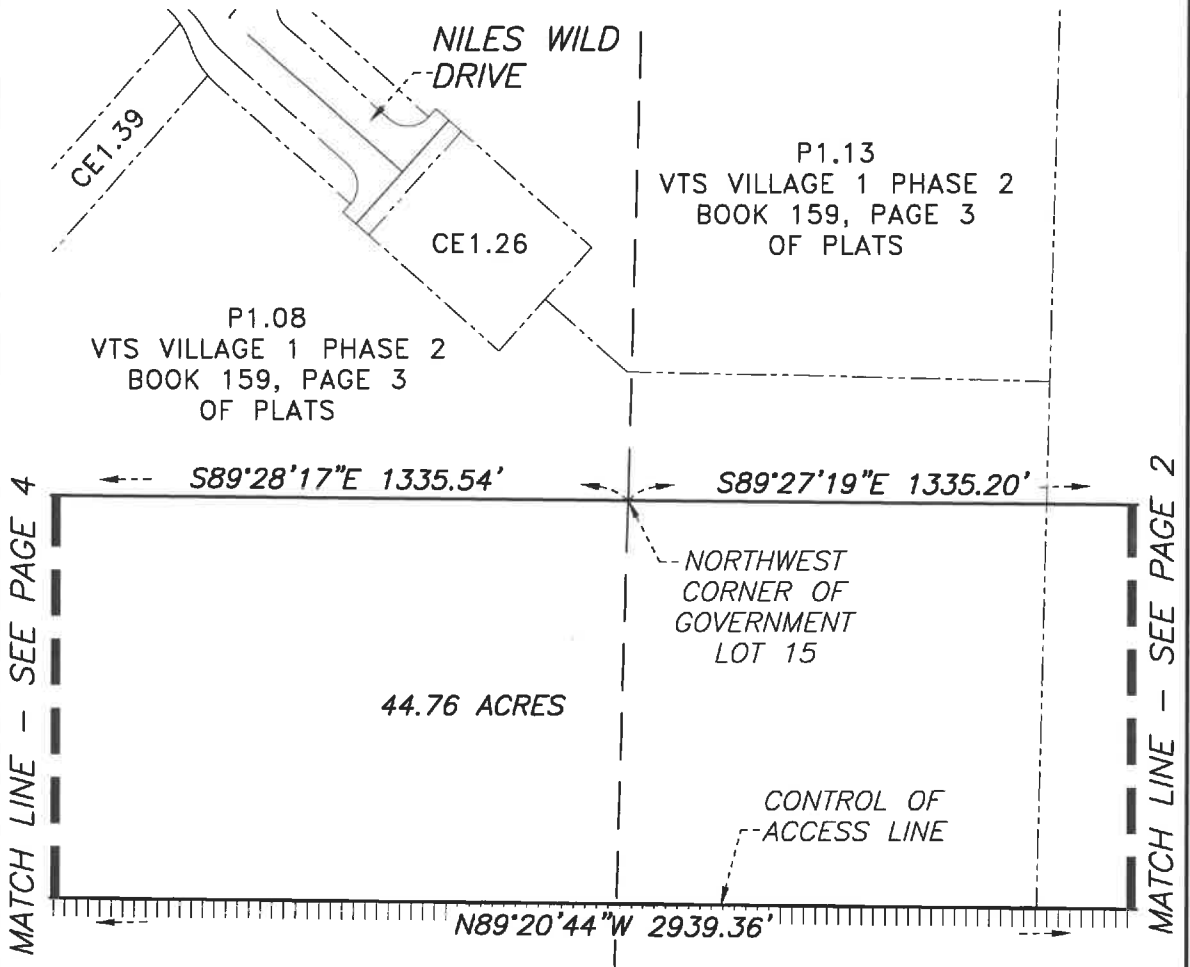 NILES WILD
DRIVE
CE1.39
P1.13
VTS VILLAGE 1 PHASE 2
BOOK 159, PAGE 3
OF PLATS
CE1.26
P1.08
VTS VILLAGE 1 PHASE 2
BOOK 159, PAGE 3
OF PLATS
S89°28'17"E 1335.54'
S89°27'19"E 1335.20'
MATCH LINE - SEE PAGE 4
MATCH LINE - SEE PAGE 2
NORTHWEST
CORNER OF
GOVERNMENT
LOT 15
44.76 ACRES
CONTROL OF
ACCESS LINE
N89°20'44"W 2939.36'